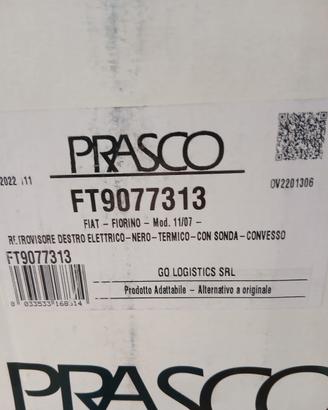 PRASCO
2022 .11
FT9077313
OV2201306
FIAT - FIORINO - Mod. 11/07 -
RETROVISORE DESTRO ELETTRICO-NERO-TERMICO-CON SONDA-CONVESSO
FT9077313
GO LOGISTICS SRL
Prodotto Adattabile - Alternativo a originale
8 033533 168514
PRASCO